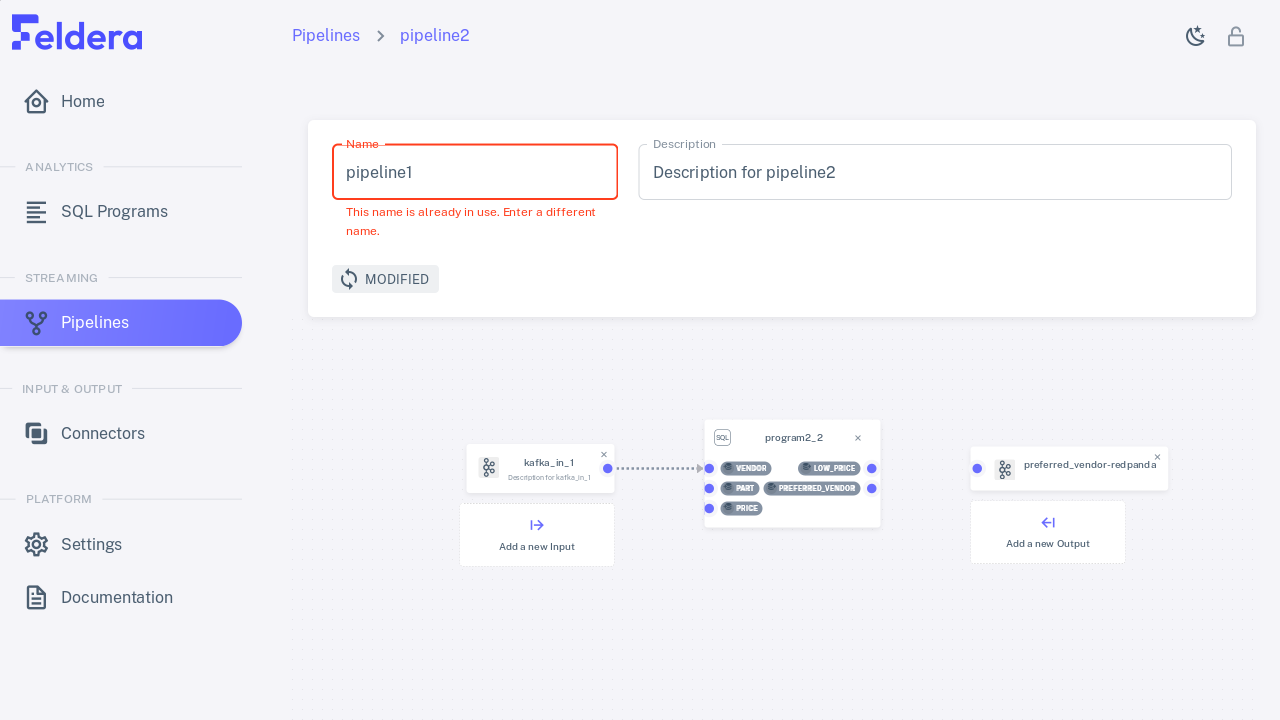 Feldera
Pipelines
pipeline2
Home
ANALYTICS
SQL Programs
STREAMING
Pipelines
INPUT & OUTPUT
Connectors
PLATFORM
Settings
Documentation
Name
pipeline1
This name is already in use. Enter a different
name.
Description
Description for pipeline2
MODIFIED
kafka_in_1
Description for kafka_in_1
Add a new Input
SQL
program2_2
VENDOR
LOW_PRICE
PART
PREFERRED_VENDOR
PRICE
preferred_vendor-redpanda
Add a new Output